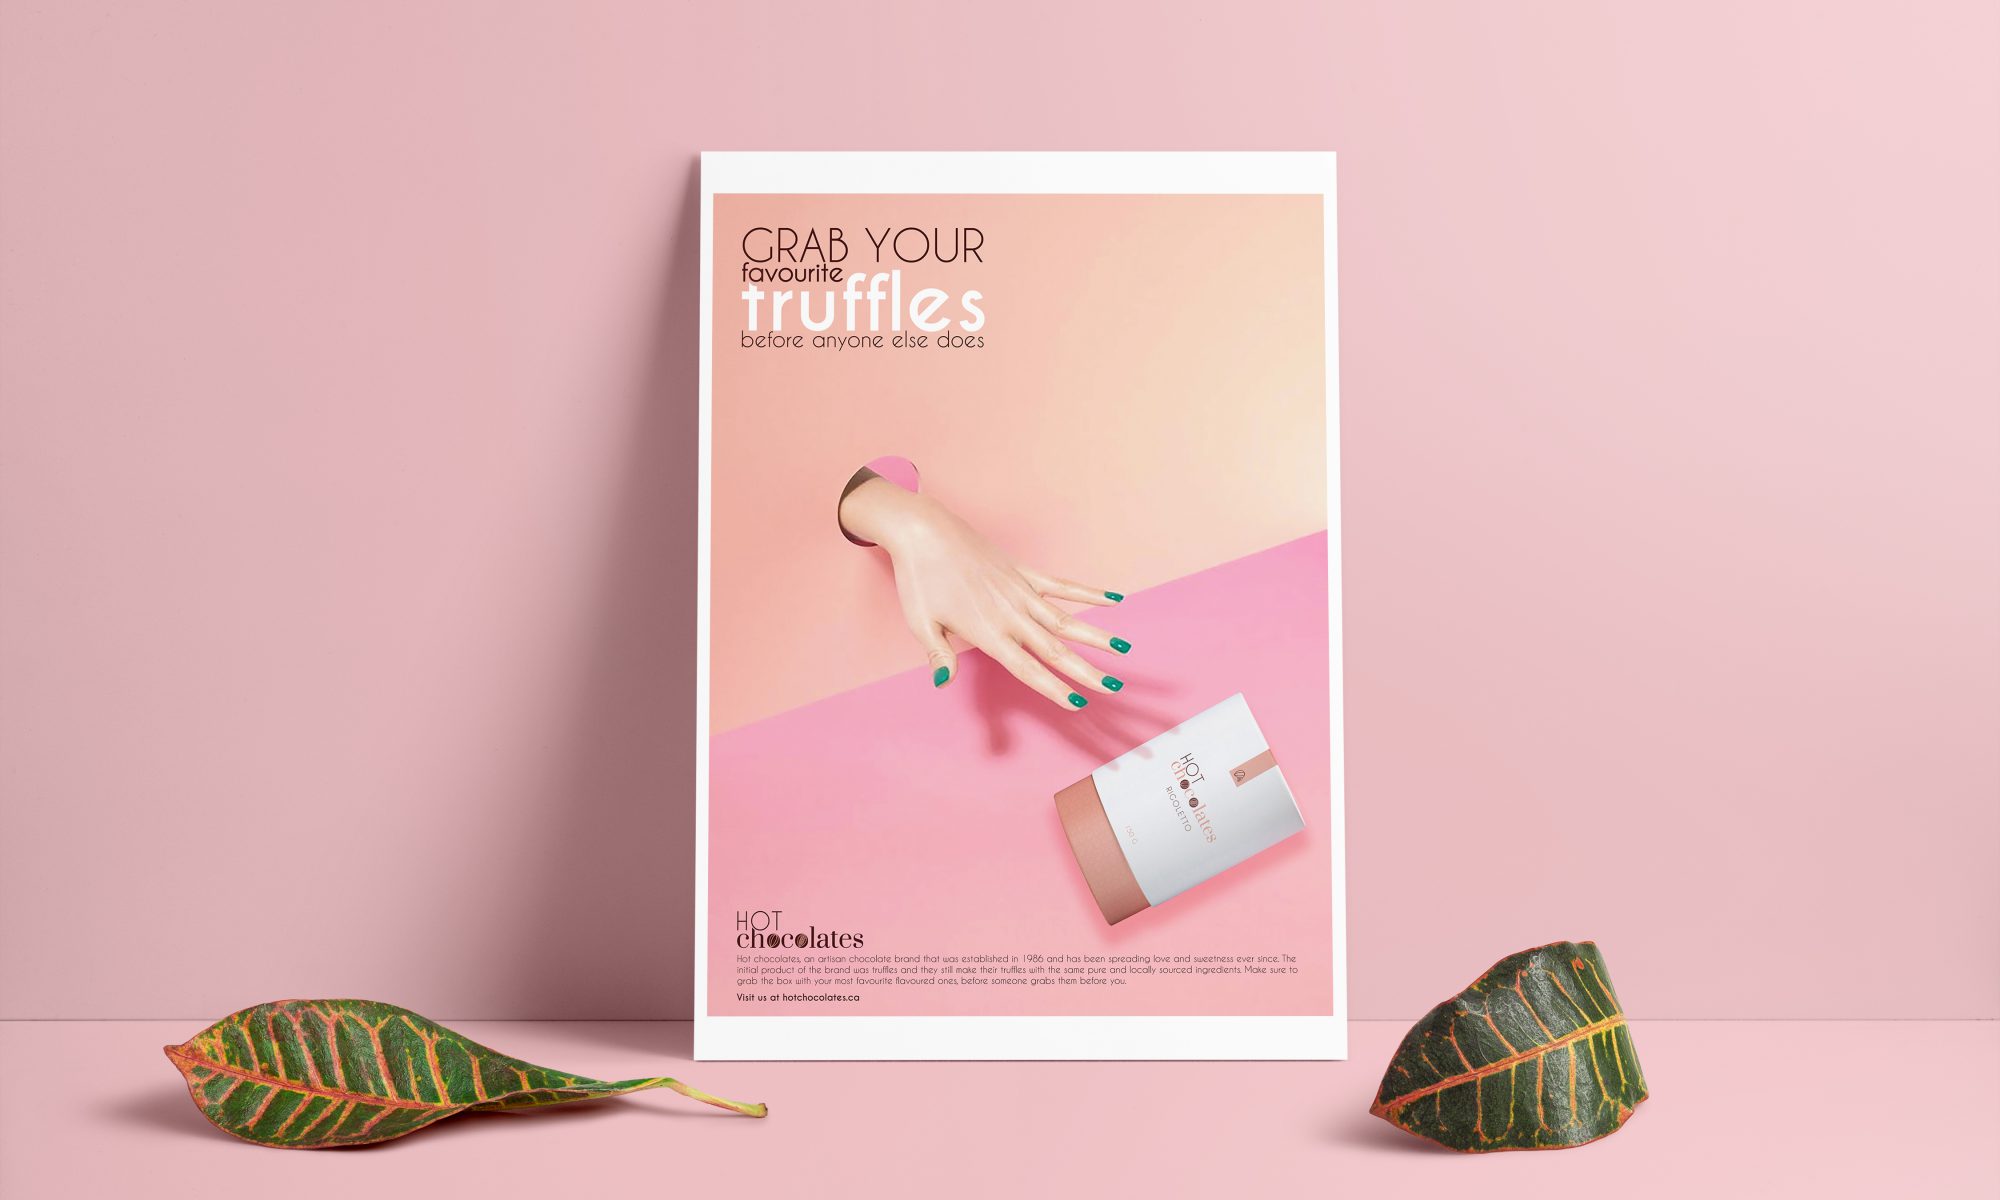 GRAB YOUR
favourite
truffles
before anyone else does
HOT
chocolates
RIGOLETTO
150 G
HOT
chocolates
Hot chocolates, an artisan chocolate brand that was established in 1986 and has been spreading love and sweetness ever since. The
initial product of the brand was truffles and they still make their truffles with the same pure and locally sourced ingredients. Make sure to
grab the box with your most favourite flavoured ones, before someone grabs them before you.
Visit us at hotchocolates.ca